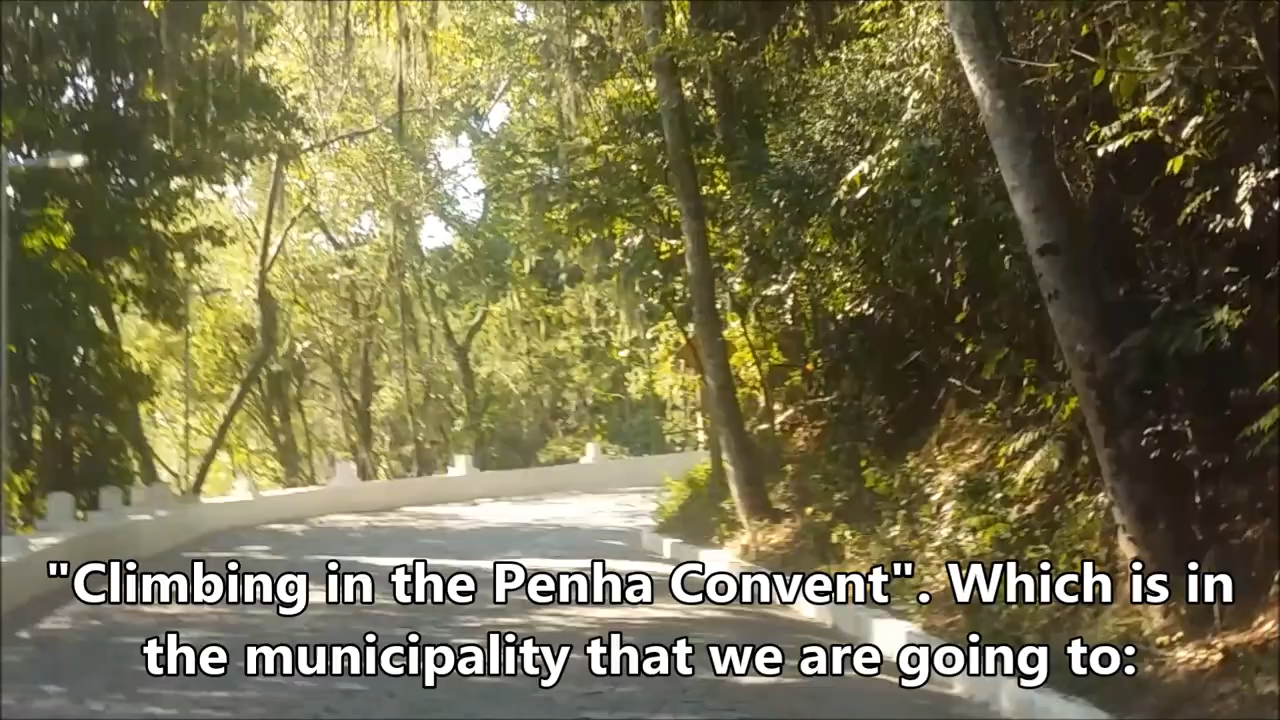 "Climbing in the Penha Convent". Which is in
the municipality that we are going to: